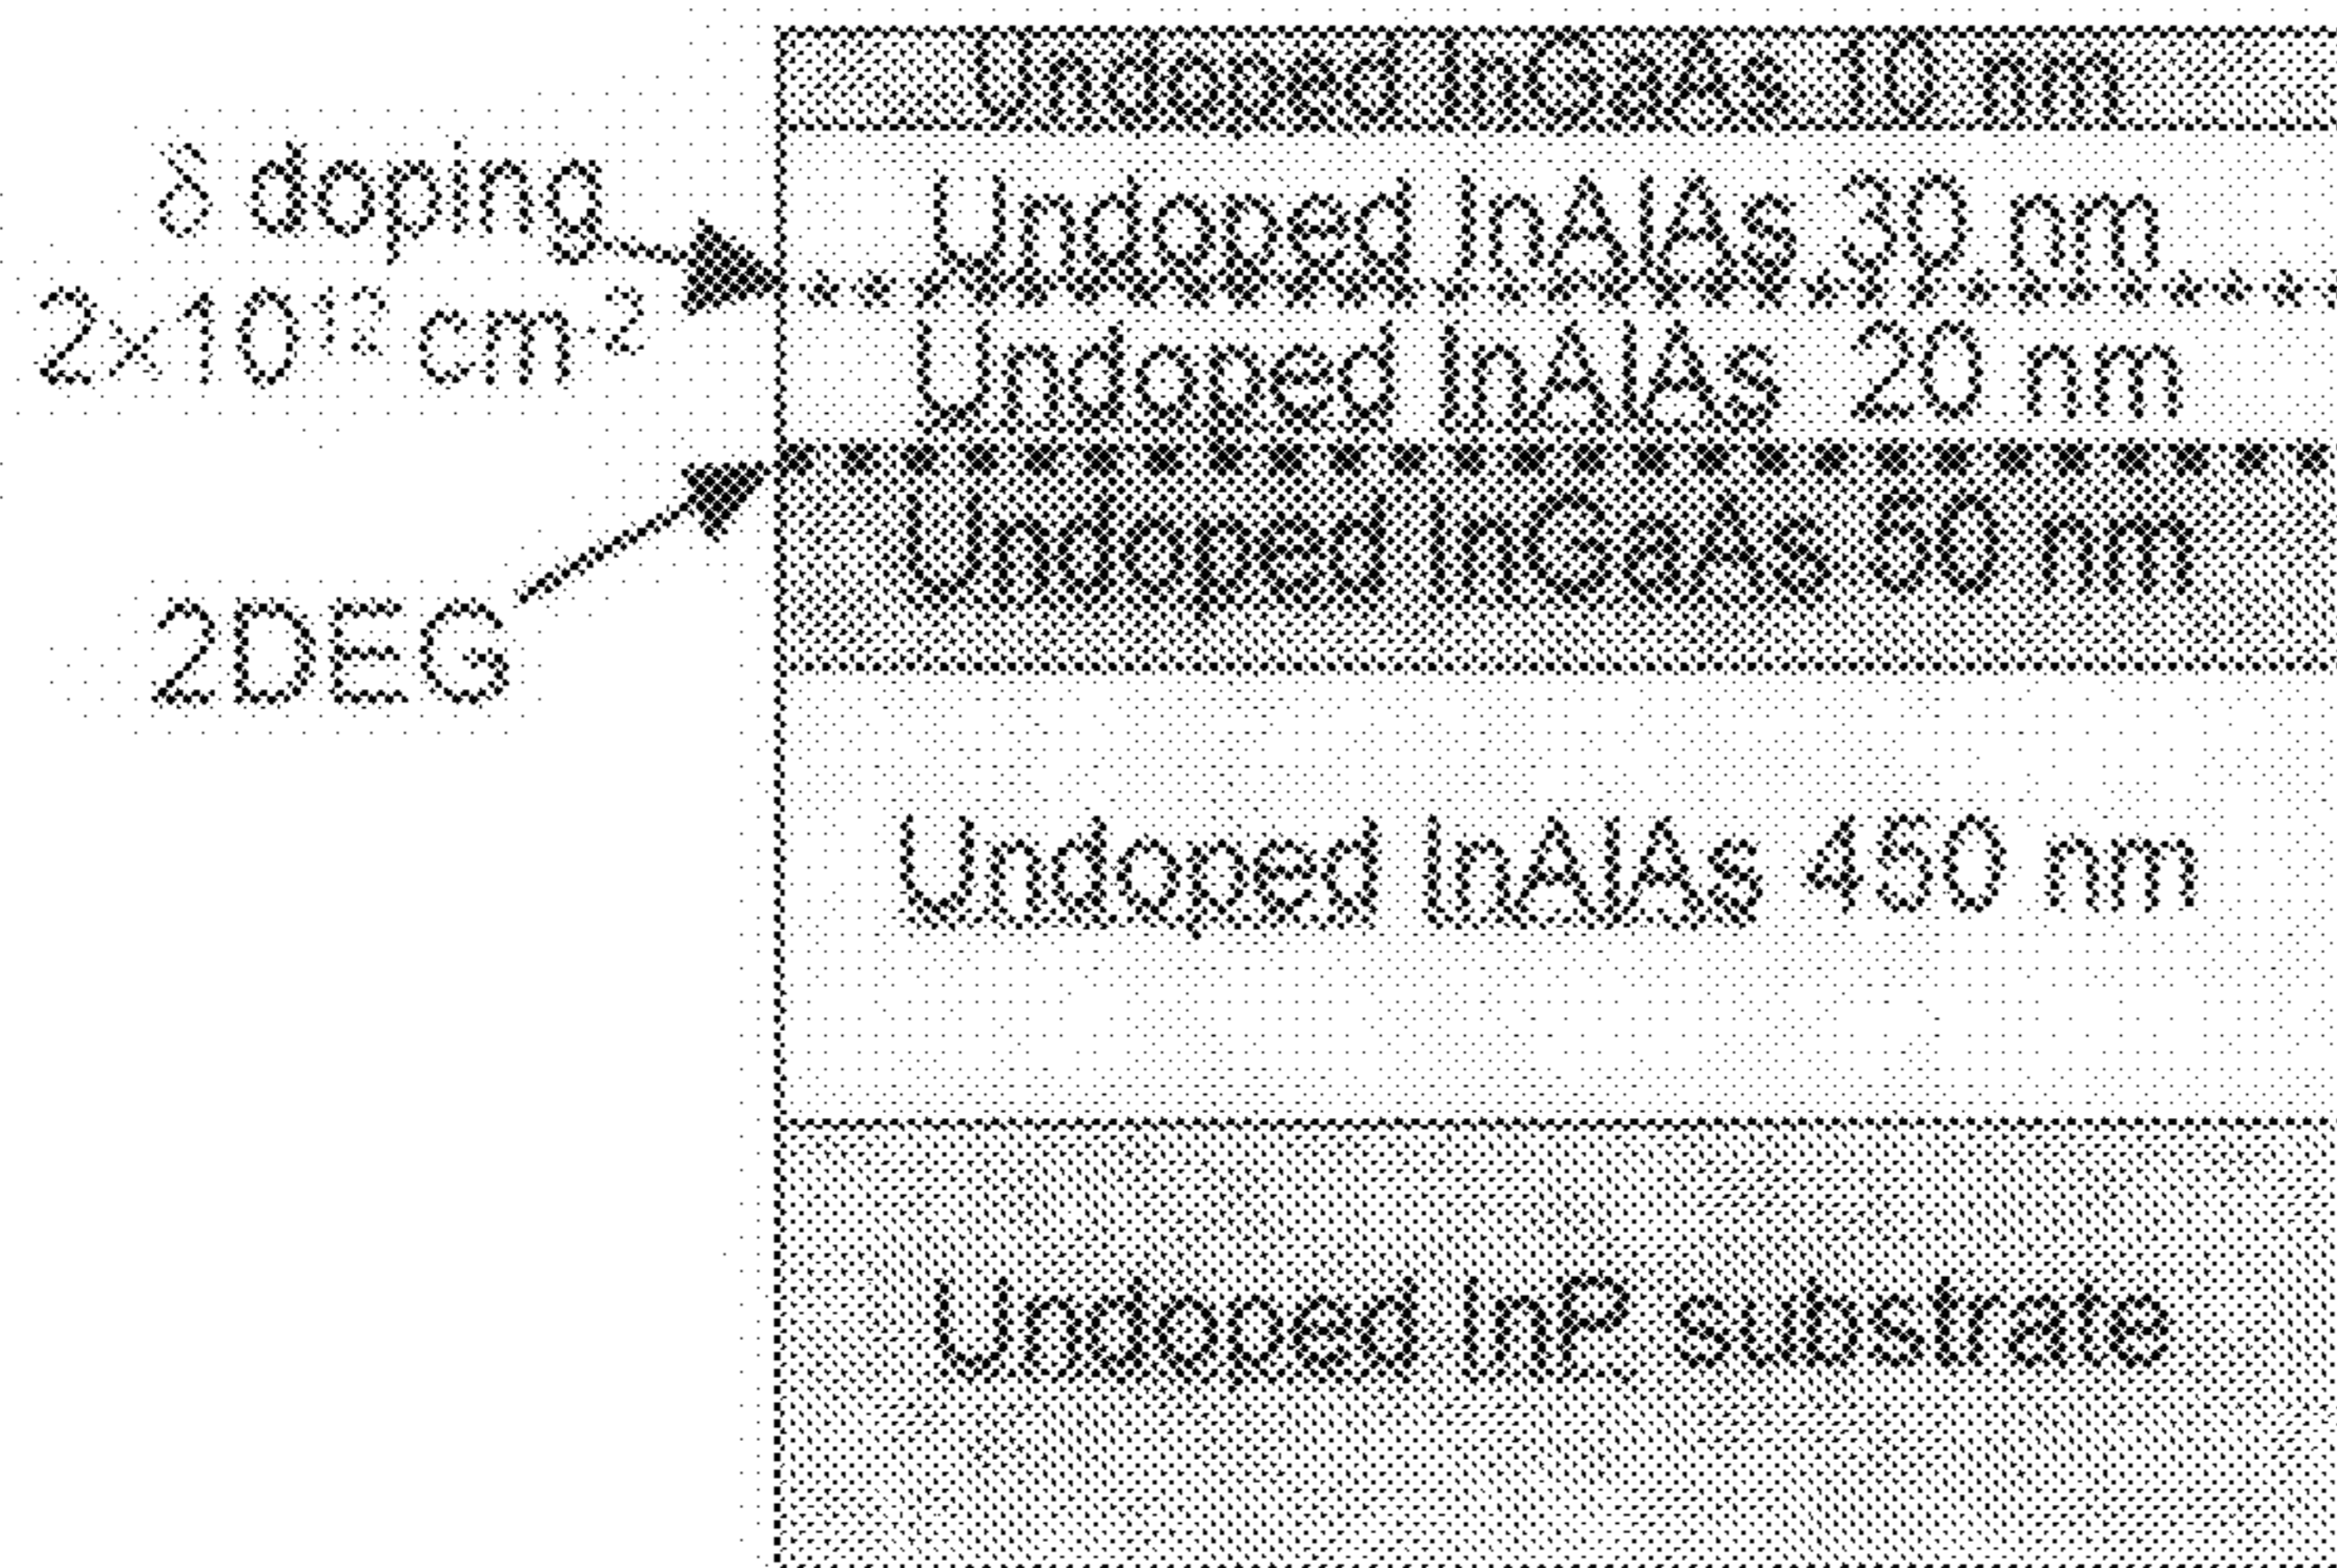 δ doping
2x10¹² cm⁻²
2DEG
Undoped InGaAs 10 nm
Undoped InAlAs 30 nm
Undoped InAlAs 20 nm
Undoped InGaAs 50 nm
Undoped InAlAs 450 nm
Undoped InP substrate